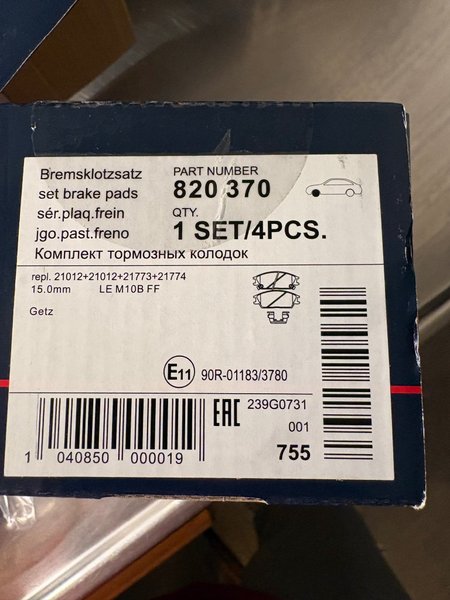 Bremsklotzsatz
set brake pads
sér.plaq.frein
jgo.past.freno
Комплект тормозных колодок
PART NUMBER
820 370
QTY.
1 SET/4PCS.
repl. 21012+21012+21773+21774
15.0mm LE M10B FF
Getz
E11 90R-01183/3780
EAC 239G0731
001
755
1 040850 000019